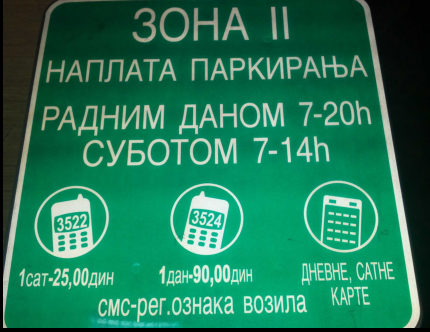 ЗОНА II
НАПЛАТА ПАРКИРАЊА
РАДНИМ ДАНОМ 7-20h
СУБОТОМ 7-14h
3522
3524
1сат-25,00дин
1дан-90,00дин
ДНЕВНЕ, САТНЕ
КАРТЕ
смс-рег.ознака возила